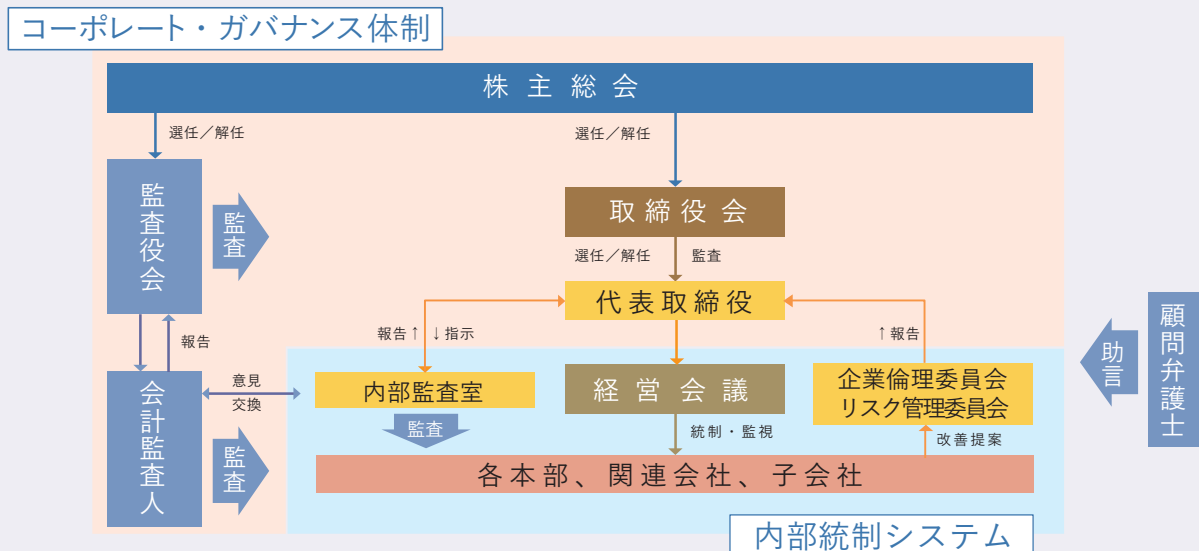 コーポレート・ガバナンス体制
株主総会
選任／解任
選任／解任
監査役会
監査
取締役会
選任／解任
監査
代表取締役
報告↑
↓指示
↑報告
報告
顧問弁護士
助言
会計監査人
意見
交換
内部監査室
経営会議
企業倫理委員会
リスク管理委員会
監査
統制・監視
改善提案
監査
各本部、関連会社、子会社
内部統制システム